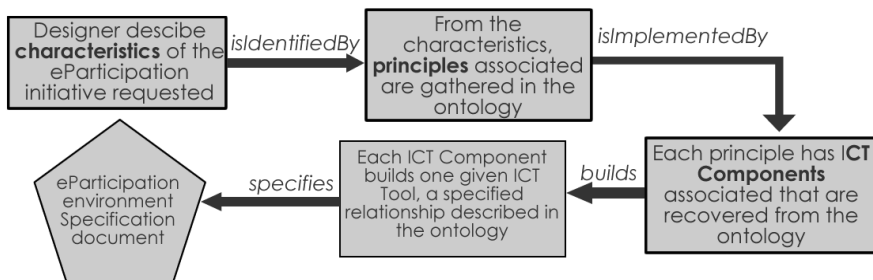 Designer descibe
characteristics of the
eParticipation
initiative requested
isIdentifiedBy
From the
characteristics,
principles associated
are gathered in the
ontology
isImplementedBy
Each principle has ICT
Components
associated that are
recovered from the
ontology
builds
Each ICT Component
builds one given ICT
Tool, a specified
relationship described in
the ontology
specifies
eParticipation
environment
Specification
document